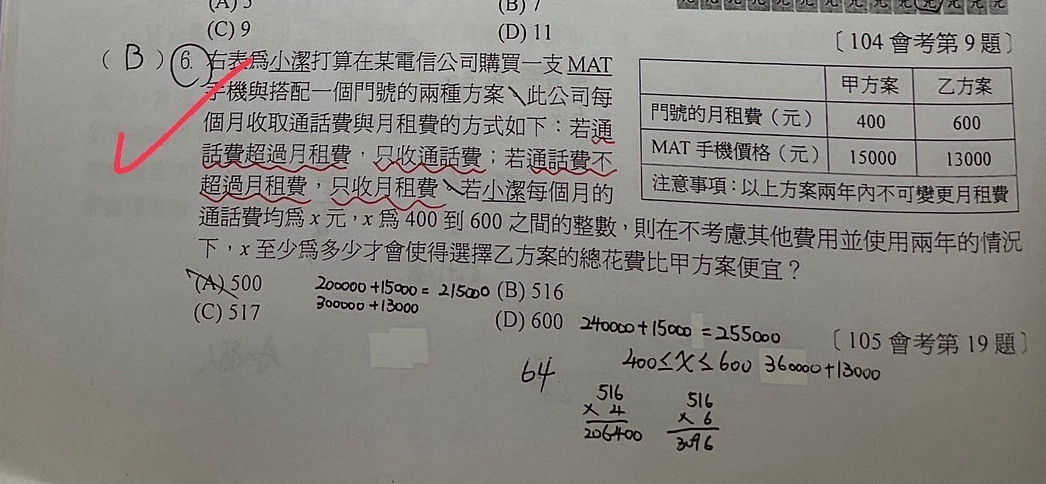 (A) 5
(B) 7
(C) 9
(D) 11
〔104 會考第 9 題〕
( B ) 6. 右表為小潔打算在某電信公司購買一支 MAT
手機與搭配一個門號的兩種方案、此公司每
個月收取通話費與月租費的方式如下：若通
話費超過月租費，只收通話費；若通話費不
超過月租費，只收月租費、若小潔每個月的
通話費均為 x 元，x 為 400 到 600 之間的整數，則在不考慮其他費用並使用兩年的情況
下，x 至少為多少才會使得選擇乙方案的總花費比甲方案便宜？
甲方案 乙方案
門號的月租費（元） 400 600
MAT 手機價格（元） 15000 13000
注意事項：以上方案兩年內不可變更月租費
(A) 500
200000 +15000 = 215000
300000 +13000
(B) 516
(C) 517
(D) 600
240000 +15000 = 255000
〔105 會考第 19 題〕
400≤X≤600
360000+13000
64
516
× 4
206400
516
× 6
3096